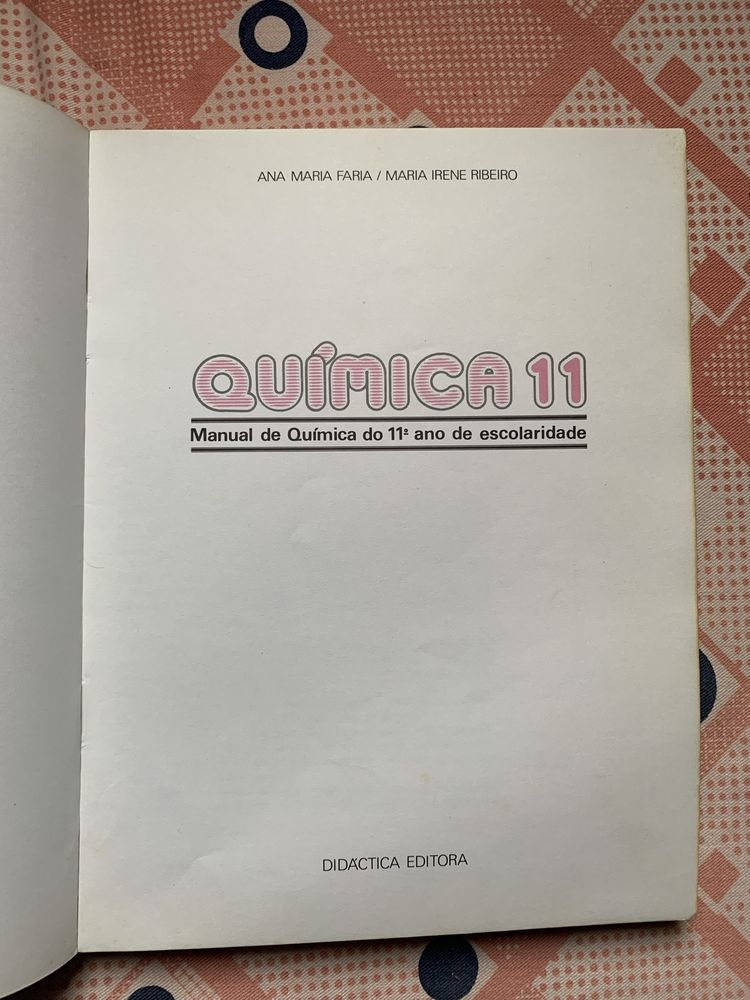 ANA MARIA FARIA / MARIA IRENE RIBEIRO
QUÍMICA 11
Manual de Química do 11º ano de escolaridade
DIDÁCTICA EDITORA